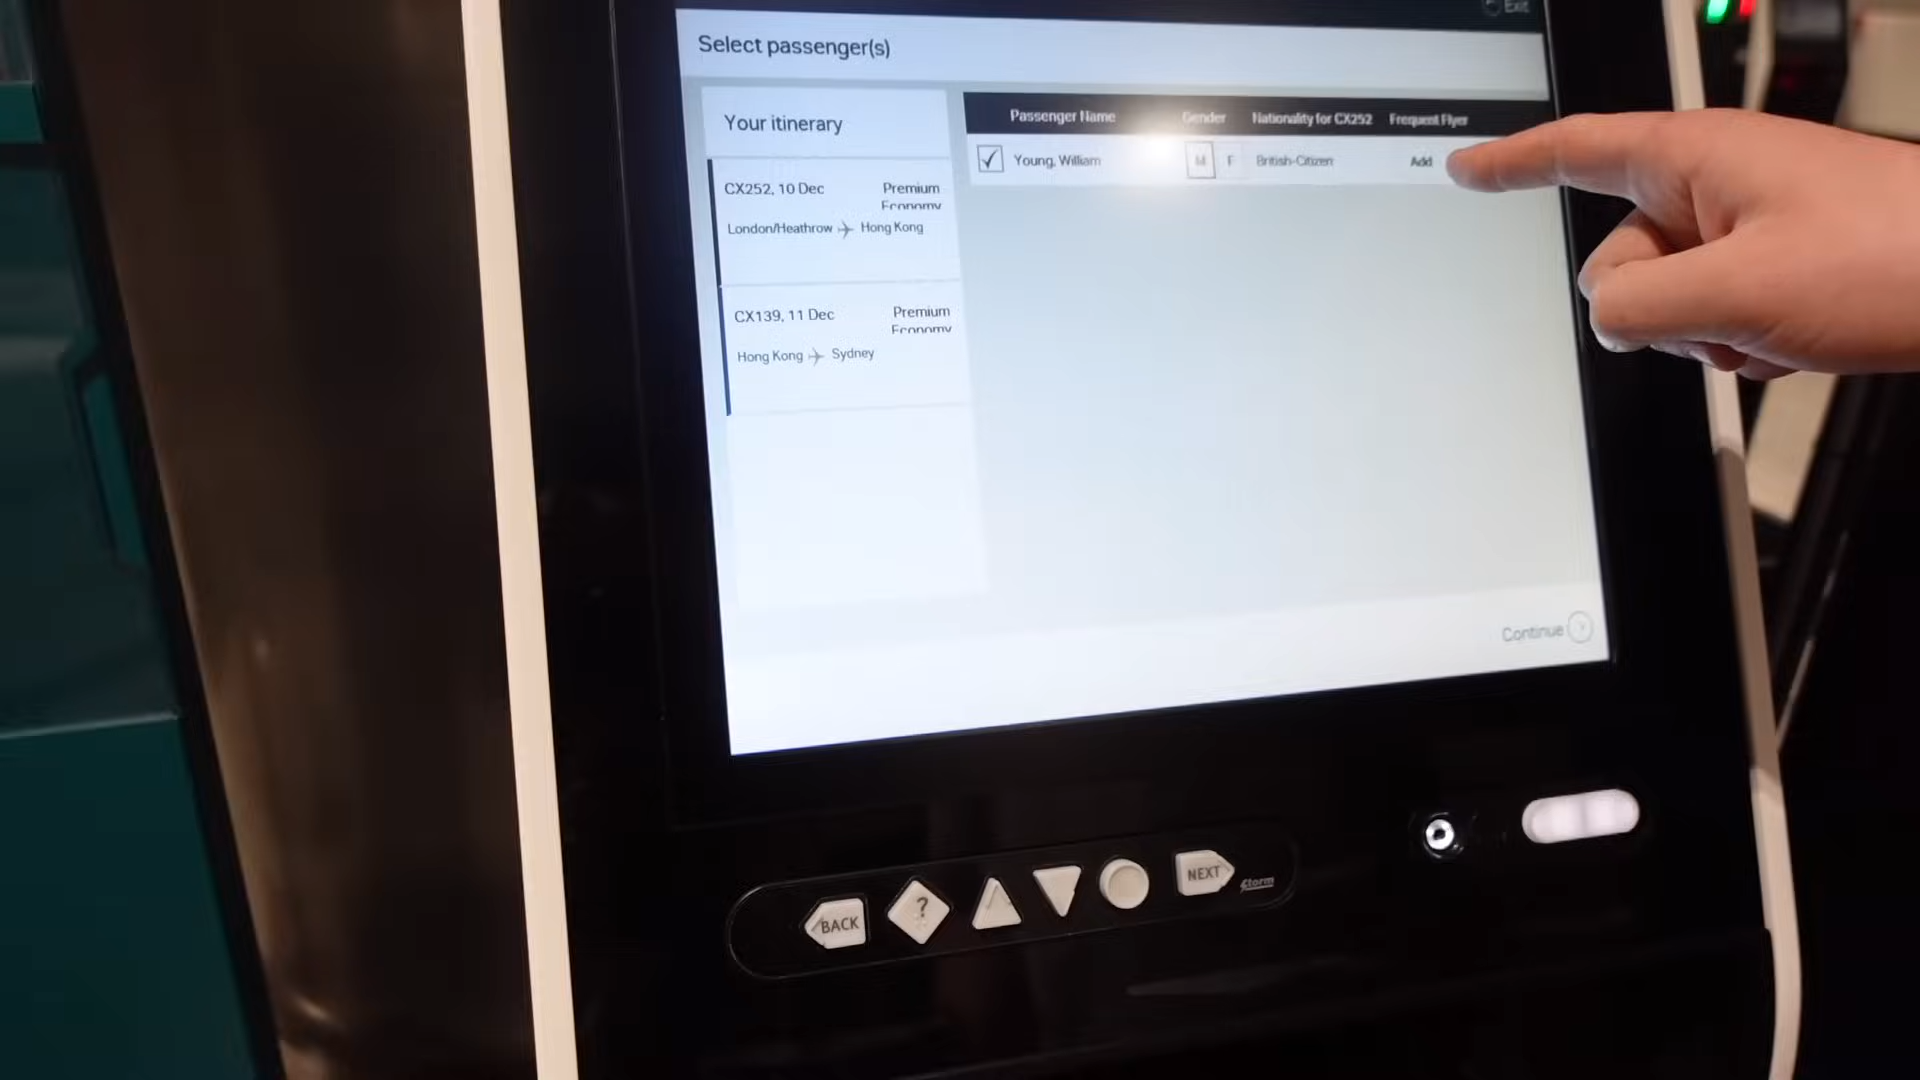 Exit
Select passenger(s)
Your itinerary
CX252, 10 Dec Premium Economy
London/Heathrow Hong Kong
CX139, 11 Dec Premium Economy
Hong Kong Sydney
Passenger Name Gender Nationality for CX252 Frequent Flyer
Young, William M F British-Citizen Add
Continue
BACK ? NEXT Storm